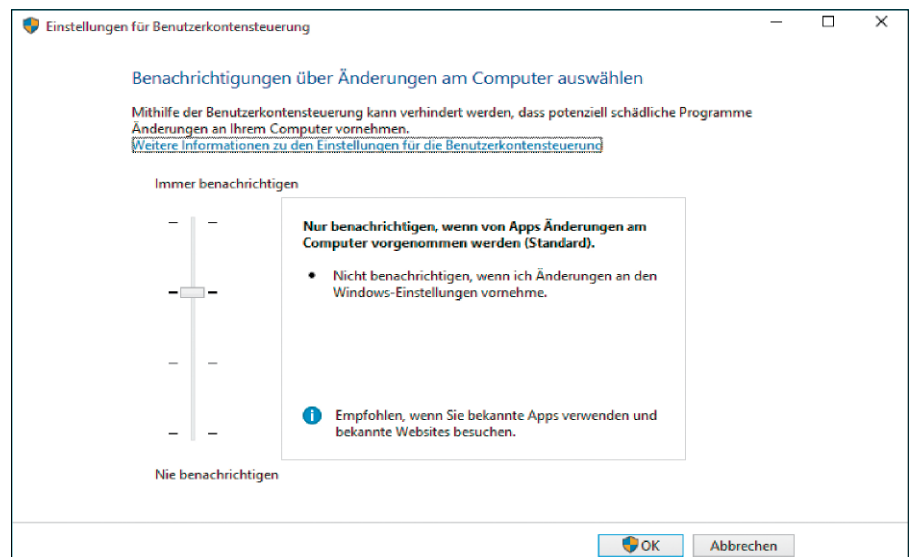 Einstellungen für Benutzerkontensteuerung
Benachrichtigungen über Änderungen am Computer auswählen
Mithilfe der Benutzerkontensteuerung kann verhindert werden, dass potenziell schädliche Programme
Änderungen an Ihrem Computer vornehmen.
Weitere Informationen zu den Einstellungen für die Benutzerkontensteuerung
Immer benachrichtigen
Nur benachrichtigen, wenn von Apps Änderungen am
Computer vorgenommen werden (Standard).
• Nicht benachrichtigen, wenn ich Änderungen an den
Windows-Einstellungen vornehme.
Empfohlen, wenn Sie bekannte Apps verwenden und
bekannte Websites besuchen.
Nie benachrichtigen
OK
Abbrechen